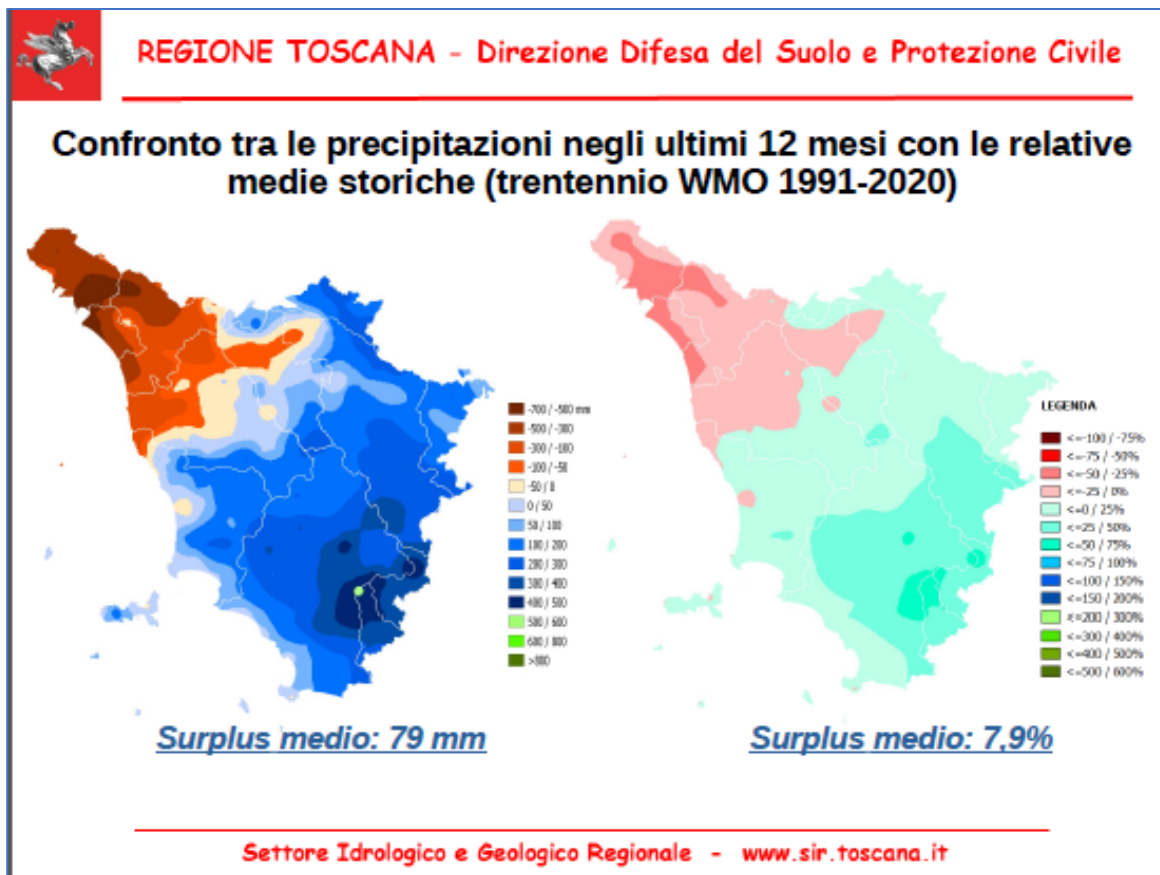 REGIONE TOSCANA - Direzione Difesa del Suolo e Protezione Civile
Confronto tra le precipitazioni negli ultimi 12 mesi con le relative
medie storiche (trentennio WMO 1991-2020)
-700 / -500 mm
-500 / -300
-300 / -100
-100 / -50
-50 / 0
0 / 50
50 / 100
100 / 200
200 / 300
300 / 400
400 / 500
500 / 600
600 / 800
>800
LEGENDA
<=-100 / -75%
<=-75 / -50%
<=-50 / -25%
<=-25 / 0%
<=0 / 25%
<=25 / 50%
<=50 / 75%
<=75 / 100%
<=100 / 150%
<=150 / 200%
<=200 / 300%
<=300 / 400%
<=400 / 500%
<=500 / 600%
Surplus medio: 79 mm
Surplus medio: 7,9%
Settore Idrologico e Geologico Regionale - www.sir.toscana.it